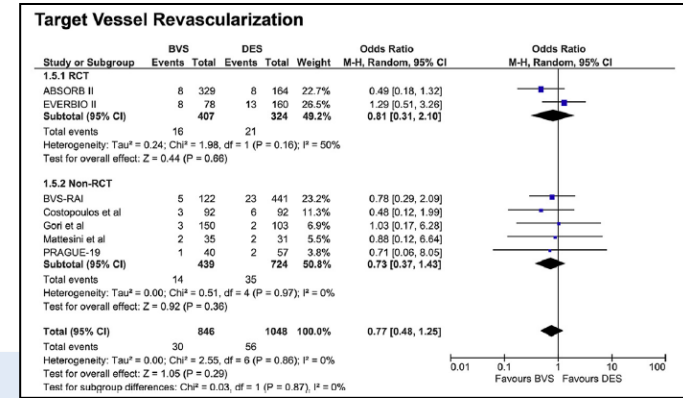 Target Vessel Revascularization
BVS DES Odds Ratio Odds Ratio
Study or Subgroup Events Total Events Total Weight M-H, Random, 95% CI M-H, Random, 95% CI
1.5.1 RCT
ABSORB II 8 329 8 164 22.7% 0.49 [0.18, 1.32]
EVERBIO II 8 78 13 160 26.5% 1.29 [0.51, 3.26]
Subtotal (95% CI) 407 324 49.2% 0.81 [0.31, 2.10]
Total events 16 21
Heterogeneity: Tau² = 0.24; Chi² = 1.98, df = 1 (P = 0.16); I² = 50%
Test for overall effect: Z = 0.44 (P = 0.66)
1.5.2 Non-RCT
BVS-RAI 5 122 23 441 23.2% 0.78 [0.29, 2.09]
Costopoulos et al 3 92 6 92 11.3% 0.48 [0.12, 1.99]
Gori et al 3 150 2 103 6.9% 1.03 [0.17, 6.28]
Mattesini et al 2 35 2 31 5.5% 0.88 [0.12, 6.64]
PRAGUE-19 1 40 2 57 3.8% 0.71 [0.06, 8.05]
Subtotal (95% CI) 439 724 50.8% 0.73 [0.37, 1.43]
Total events 14 35
Heterogeneity: Tau² = 0.00; Chi² = 0.51, df = 4 (P = 0.97); I² = 0%
Test for overall effect: Z = 0.92 (P = 0.36)
Total (95% CI) 846 1048 100.0% 0.77 [0.48, 1.25]
Total events 30 56
Heterogeneity: Tau² = 0.00; Chi² = 2.55, df = 6 (P = 0.86); I² = 0%
Test for overall effect: Z = 1.05 (P = 0.29)
Test for subgroup differences: Chi² = 0.03, df = 1 (P = 0.87), I² = 0%
0.01 0.1 1 10 100
Favours BVS Favours DES